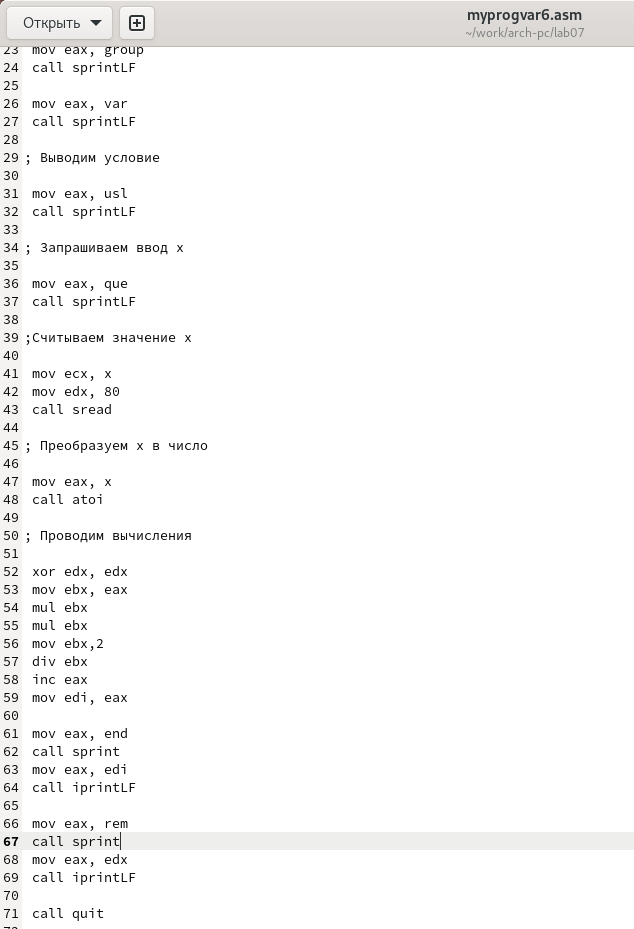 Открыть
myprogvar6.asm
~/work/arch-pc/lab07
23 mov eax, group
24 call sprintLF
25
26 mov eax, var
27 call sprintLF
28
29 ; Выводим условие
30
31 mov eax, usl
32 call sprintLF
33
34 ; Запрашиваем ввод x
35
36 mov eax, que
37 call sprintLF
38
39 ;Считываем значение x
40
41 mov ecx, x
42 mov edx, 80
43 call sread
44
45 ; Преобразуем x в число
46
47 mov eax, x
48 call atoi
49
50 ; Проводим вычисления
51
52 xor edx, edx
53 mov ebx, eax
54 mul ebx
55 mul ebx
56 mov ebx,2
57 div ebx
58 inc eax
59 mov edi, eax
60
61 mov eax, end
62 call sprint
63 mov eax, edi
64 call iprintLF
65
66 mov eax, rem
67 call sprint
68 mov eax, edx
69 call iprintLF
70
71 call quit